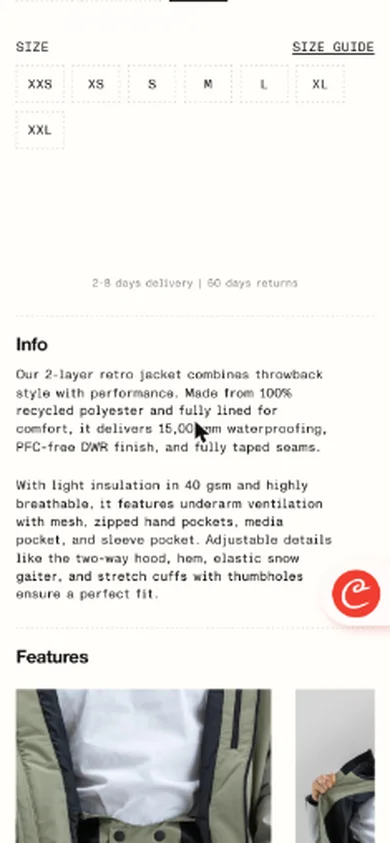 SIZE
SIZE GUIDE
XXS XS S M L XL
XXL
2-8 days delivery | 60 days returns
Info
Our 2-layer retro jacket combines throwback
style with performance. Made from 100%
recycled polyester and fully lined for
comfort, it delivers waterproofing,
PFC-free DWR finish, and fully taped seams.
With light insulation in 40 gsm and highly
breathable, it features underarm ventilation
with mesh, zipped hand pockets, media
pocket, and sleeve pocket. Adjustable details
like the two-way hood, hem, elastic snow
gaiter, and stretch cuffs with thumbholes
ensure a perfect fit.
Features